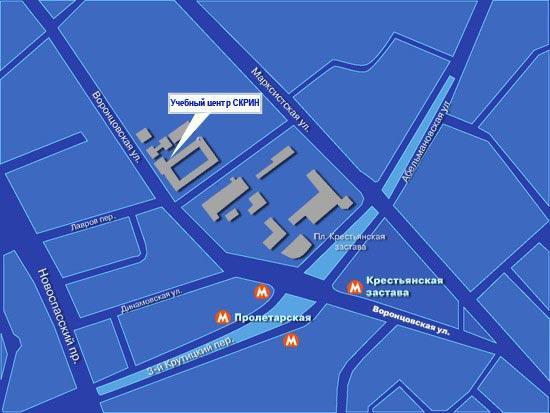 Марксистская ул.
Учебный центр СКРИН
Воронцовская ул.
Абельмановская ул.
Лавров пер.
Пл. Крестьянская
застава
Новоспасский пр.
Динамовская ул.
М
М
Крестьянская
застава
М
Пролетарская
Воронцовская ул.
М
3-й Крутицкий пер.